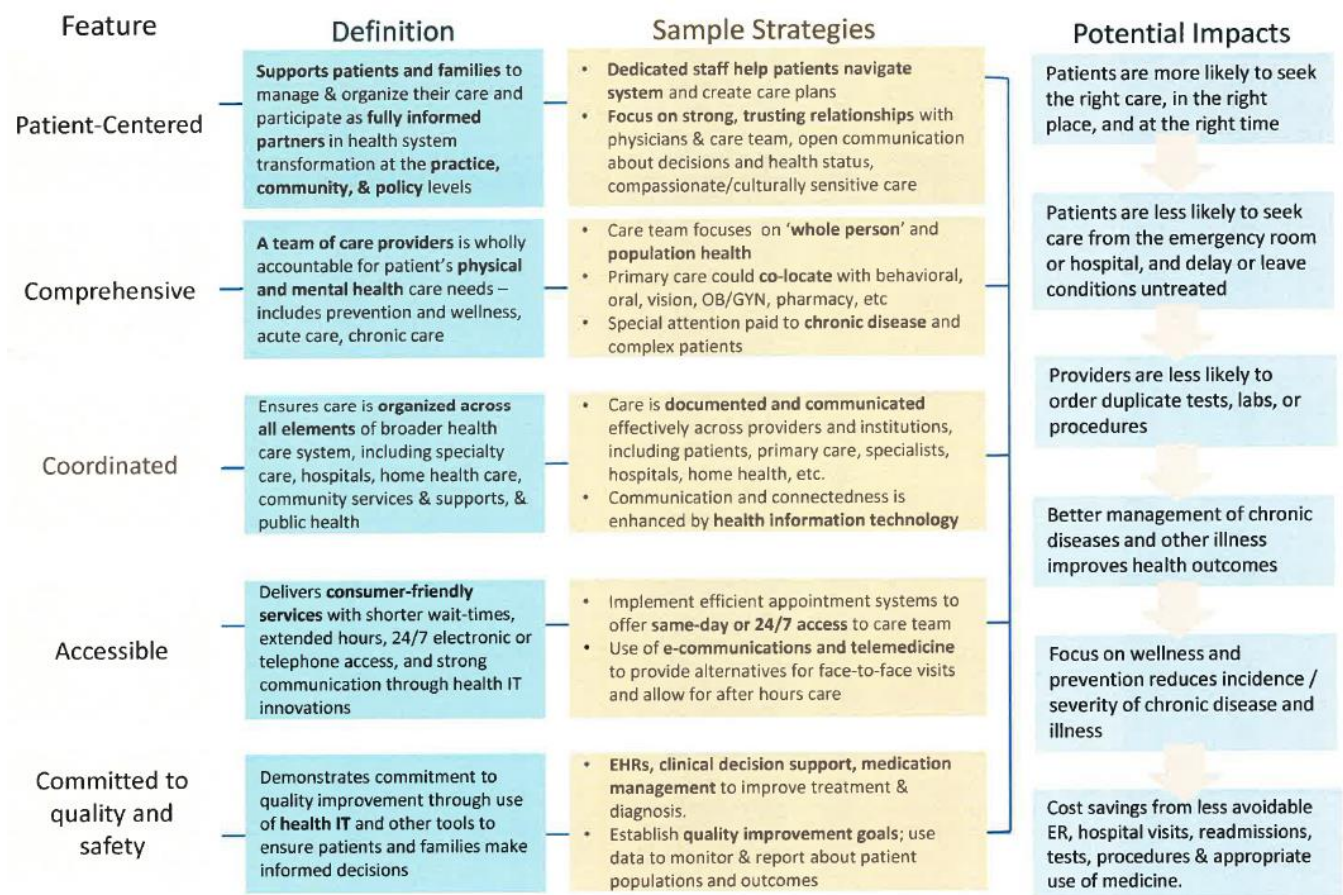 Feature
Definition
Sample Strategies
Potential Impacts
Patient-Centered
Supports patients and families to
manage & organize their care and
participate as fully informed
partners in health system
transformation at the practice,
community, & policy levels
• Dedicated staff help patients navigate
system and create care plans
• Focus on strong, trusting relationships with
physicians & care team, open communication
about decisions and health status,
compassionate/culturally sensitive care
Comprehensive
A team of care providers is wholly
accountable for patient's physical
and mental health care needs –
includes prevention and wellness,
acute care, chronic care
• Care team focuses on 'whole person' and
population health
• Primary care could co-locate with behavioral,
oral, vision, OB/GYN, pharmacy, etc
• Special attention paid to chronic disease and
complex patients
Coordinated
Ensures care is organized across
all elements of broader health
care system, including specialty
care, hospitals, home health care,
community services & supports, &
public health
• Care is documented and communicated
effectively across providers and institutions,
including patients, primary care, specialists,
hospitals, home health, etc.
• Communication and connectedness is
enhanced by health information technology
Accessible
Delivers consumer-friendly
services with shorter wait-times,
extended hours, 24/7 electronic or
telephone access, and strong
communication through health IT
innovations
• Implement efficient appointment systems to
offer same-day or 24/7 access to care team
• Use of e-communications and telemedicine
to provide alternatives for face-to-face visits
and allow for after hours care
Committed to
quality and
safety
Demonstrates commitment to
quality improvement through use
of health IT and other tools to
ensure patients and families make
informed decisions
• EHRs, clinical decision support, medication
management to improve treatment &
diagnosis.
• Establish quality improvement goals; use
data to monitor & report about patient
populations and outcomes
Patients are more likely to seek
the right care, in the right
place, and at the right time
Patients are less likely to seek
care from the emergency room
or hospital, and delay or leave
conditions untreated
Providers are less likely to
order duplicate tests, labs, or
procedures
Better management of chronic
diseases and other illness
improves health outcomes
Focus on wellness and
prevention reduces incidence /
severity of chronic disease and
illness
Cost savings from less avoidable
ER, hospital visits, readmissions,
tests, procedures & appropriate
use of medicine.